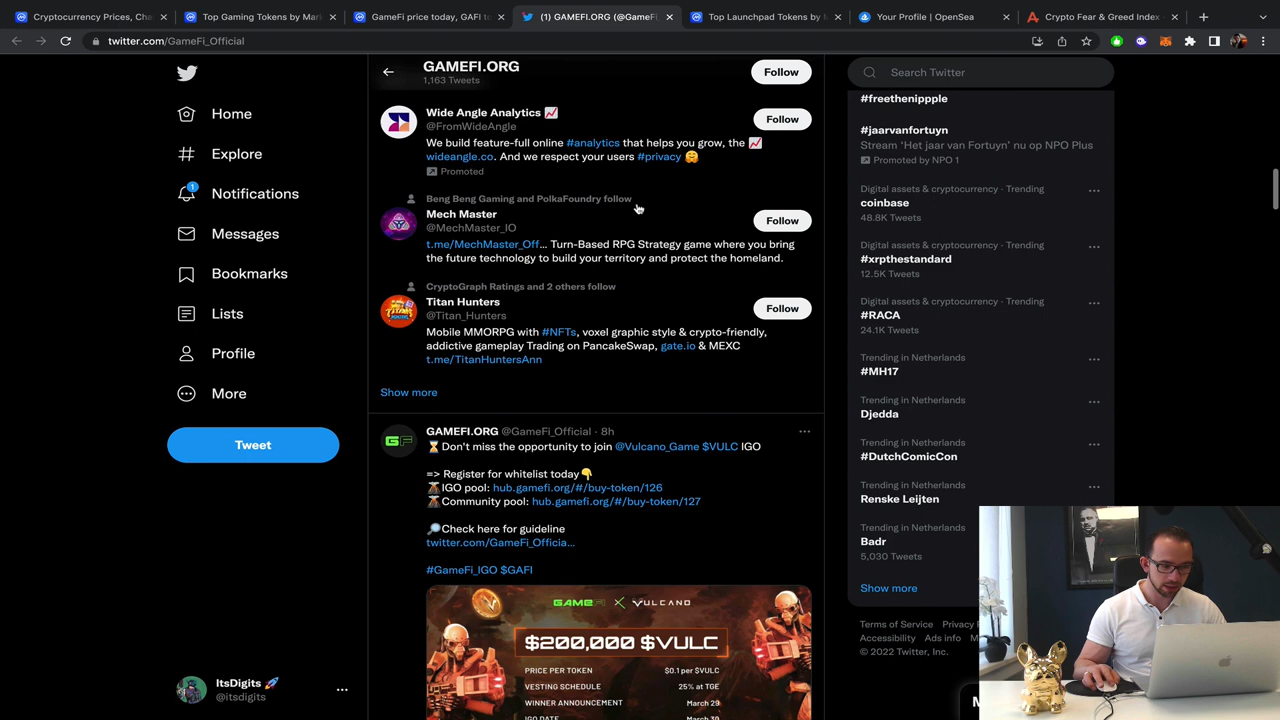 Cryptocurrency Prices, Cha
Top Gaming Tokens by Mar
GameFi price today, GAFI to
(1) GAMEFI.ORG (@GameF
Top Launchpad Tokens by M
Your Profile | OpenSea
Crypto Fear & Greed Index
twitter.com/GameFi_Official
Home
Explore
1
Notifications
Messages
Bookmarks
Lists
Profile
More
Tweet
ItsDigits 🚀
@itsdigits
GAMEFI.ORG
1,163 Tweets
Follow
Wide Angle Analytics 📈
@FromWideAngle
Follow
We build feature-full online #analytics that helps you grow, the 📈
wideangle.co. And we respect your users #privacy 🤗
Promoted
Beng Beng Gaming and PolkaFoundry follow
Mech Master
@MechMaster_IO
Follow
t.me/MechMaster_Off... Turn-Based RPG Strategy game where you bring
the future technology to build your territory and protect the homeland.
CryptoGraph Ratings and 2 others follow
Titan Hunters
@Titan_Hunters
Follow
Mobile MMORPG with #NFTs, voxel graphic style & crypto-friendly,
addictive gameplay Trading on PancakeSwap, gate.io & MEXC
t.me/TitanHuntersAnn
Show more
GAMEFI.ORG @GameFi_Official · 8h
⏳Don't miss the opportunity to join @Vulcano_Game $VULC IGO
=> Register for whitelist today👇
🌋IGO pool: hub.gamefi.org/#/buy-token/126
🌋Community pool: hub.gamefi.org/#/buy-token/127
🔎Check here for guideline
twitter.com/GameFi_Officia...
#GameFi_IGO $GAFI
GAMEFI X VULCANO
$200,000 $VULC
PRICE PER TOKEN $0.1 per $VULC
VESTING SCHEDULE 25% at TGE
WINNER ANNOUNCEMENT March 29
IGO DATE March 30
Search Twitter
#freethenippple
#jaarvanfortuyn
Stream 'Het jaar van Fortuyn' nu op NPO Plus
Promoted by NPO 1
Digital assets & cryptocurrency · Trending
coinbase
48.8K Tweets
Digital assets & cryptocurrency · Trending
#xrpthestandard
12.5K Tweets
Digital assets & cryptocurrency · Trending
#RACA
24.1K Tweets
Trending in Netherlands
#MH17
Trending in Netherlands
Djedda
Trending in Netherlands
#DutchComicCon
Trending in Netherlands
Renske Leijten
Trending in Netherlands
Badr
5,030 Tweets
Show more
Terms of Service Privacy
Accessibility Ads info
© 2022 Twitter, Inc.